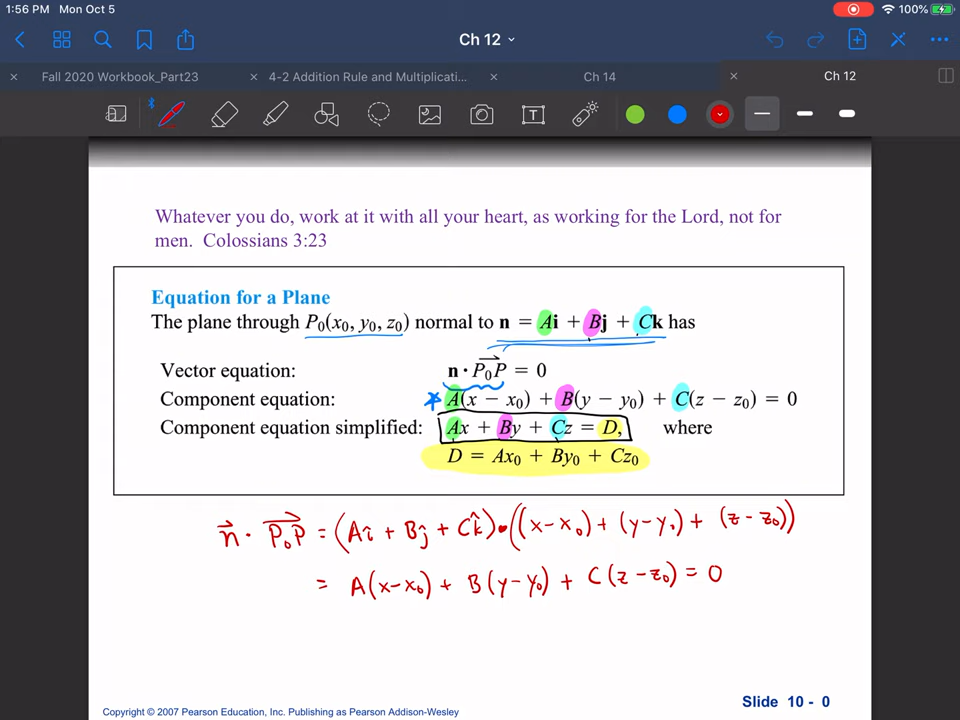 1:56 PM Mon Oct 5
100%
Ch 12
Fall 2020 Workbook_Part23
4-2 Addition Rule and Multiplicati...
Ch 14
Ch 12
Whatever you do, work at it with all your heart, as working for the Lord, not for
men. Colossians 3:23
Equation for a Plane
The plane through P₀(x₀, y₀, z₀) normal to n = Ai + Bj + Ck has
Vector equation: n · P₀P⃗ = 0
Component equation: A(x − x₀) + B(y − y₀) + C(z − z₀) = 0
Component equation simplified: Ax + By + Cz = D, where
D = Ax₀ + By₀ + Cz₀
n⃗ · P₀P⃗ = (Aî + Bĵ + Ck̂) • ((x-x₀) + (y-y₀) + (z-z₀))
= A(x-x₀) + B(y-y₀) + C(z-z₀) = 0
Slide 10 - 0
Copyright © 2007 Pearson Education, Inc. Publishing as Pearson Addison-Wesley